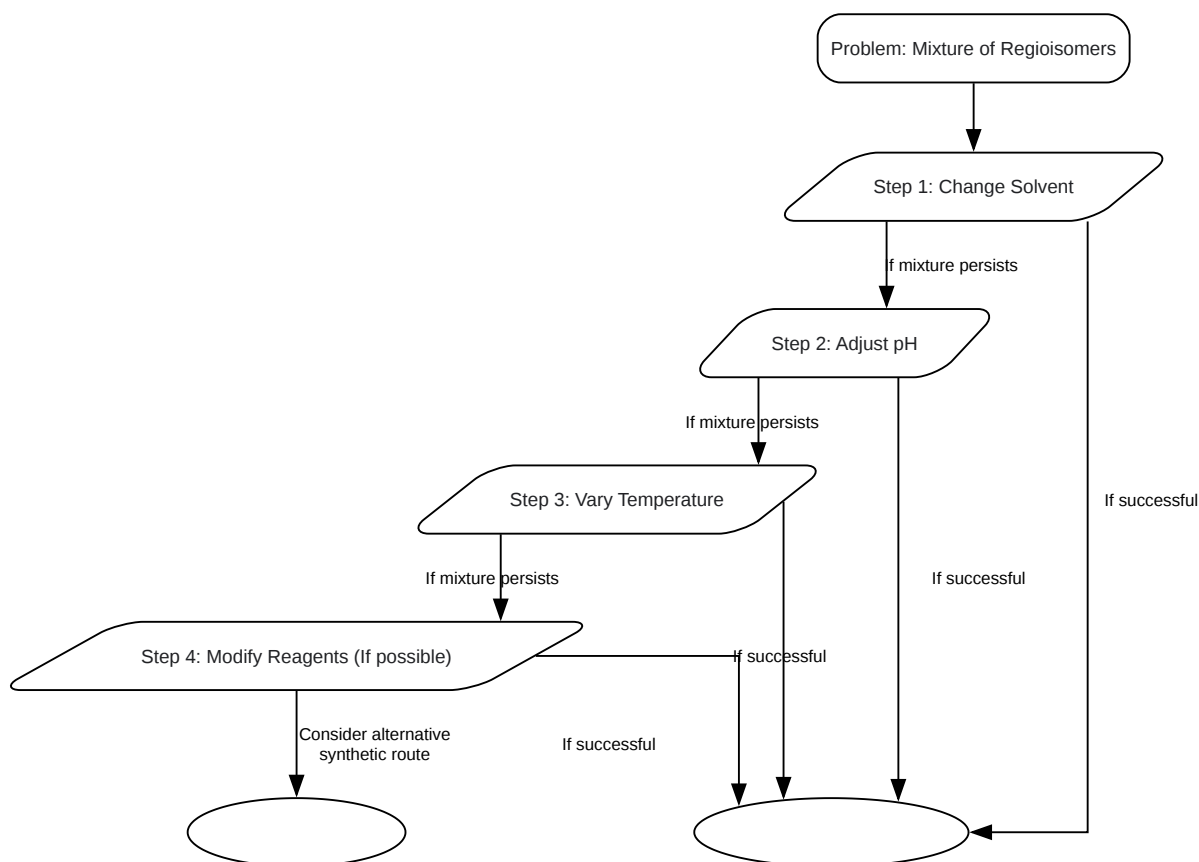 Problem: Mixture of Regioisomers
Step 1: Change Solvent
If mixture persists
Step 2: Adjust pH
If mixture persists
Step 3: Vary Temperature
If successful
If mixture persists
If successful
Step 4: Modify Reagents (If possible)
If successful
Consider alternative
synthetic route
If successful